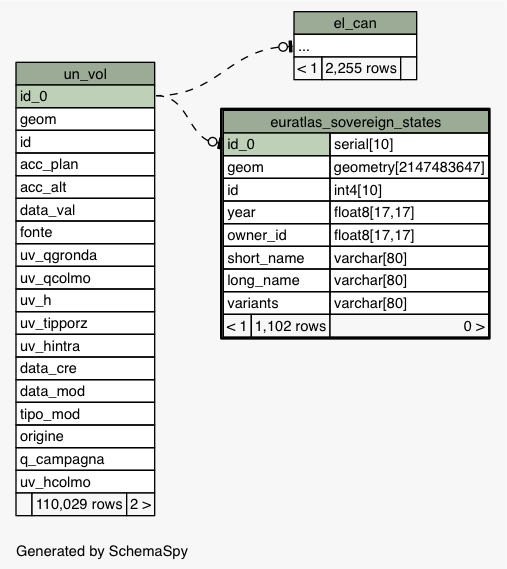 el_can
...
< 1 2,255 rows
un_vol
id_0
geom
id
acc_plan
acc_alt
data_val
fonte
uv_qgronda
uv_qcolmo
uv_h
uv_tipporz
uv_hintra
data_cre
data_mod
tipo_mod
origine
q_campagna
uv_hcolmo
110,029 rows 2 >
euratlas_sovereign_states
id_0 serial[10]
geom geometry[2147483647]
id int4[10]
year float8[17,17]
owner_id float8[17,17]
short_name varchar[80]
long_name varchar[80]
variants varchar[80]
< 1 1,102 rows 0 >
Generated by SchemaSpy